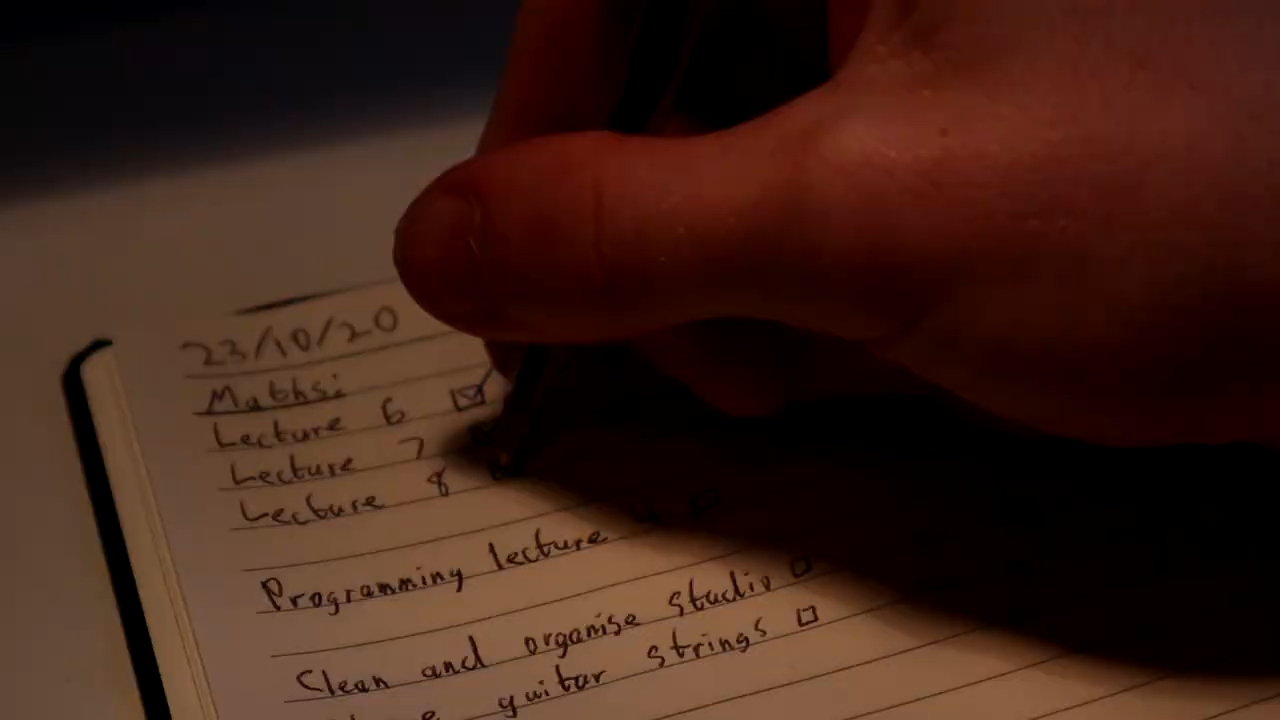 23/10/20
Maths:
Lecture 6
Lecture 7
Lecture 8
Programming lecture
Clean and organise studio
guitar strings